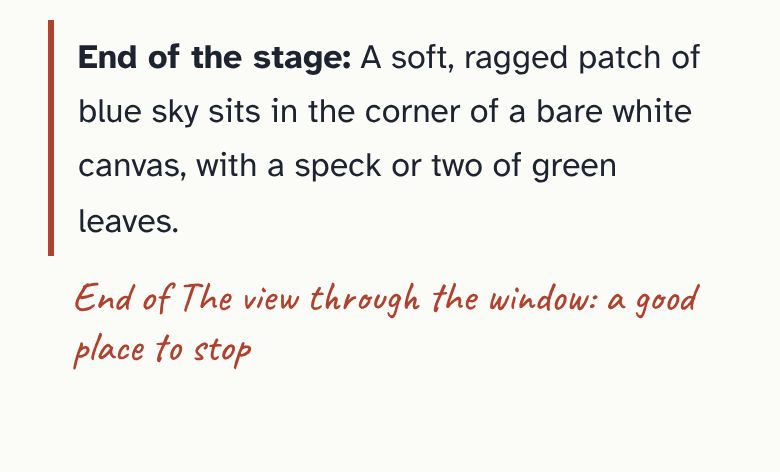 End of the stage: A soft, ragged patch of
blue sky sits in the corner of a bare white
canvas, with a speck or two of green
leaves.
End of The view through the window: a good
place to stop